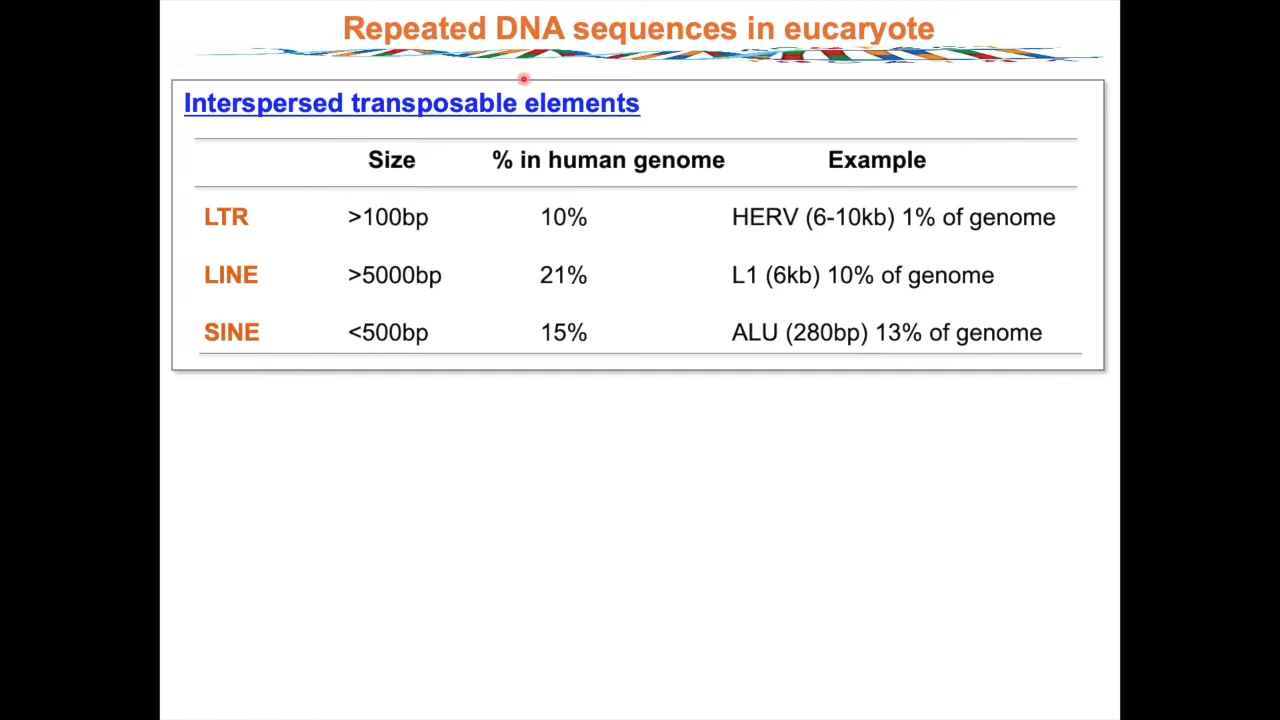 Repeated DNA sequences in eucaryote
Interspersed transposable elements
Size % in human genome Example
LTR >100bp 10% HERV (6-10kb) 1% of genome
LINE >5000bp 21% L1 (6kb) 10% of genome
SINE <500bp 15% ALU (280bp) 13% of genome